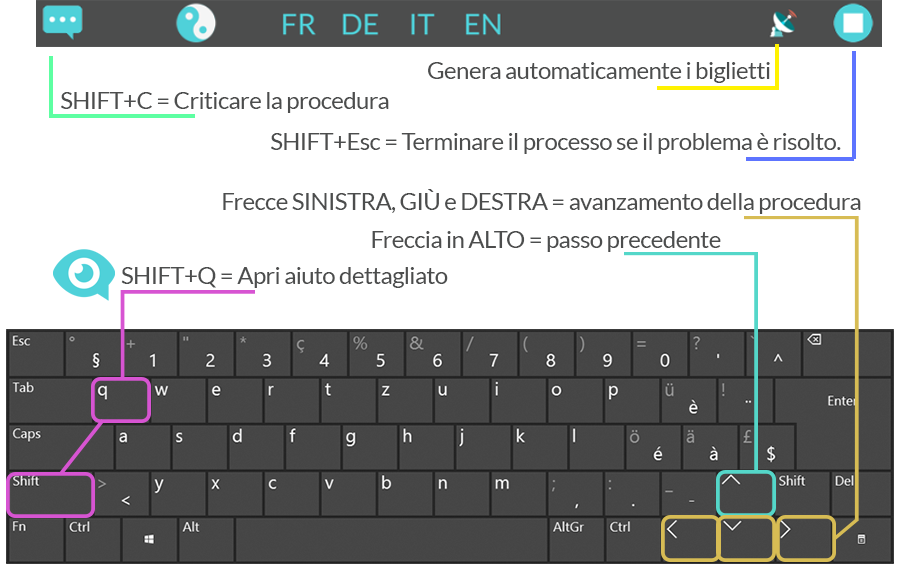 FR DE IT EN
Genera automaticamente i biglietti
SHIFT+C = Criticare la procedura
SHIFT+Esc = Terminare il processo se il problema è risolto.
Frecce SINISTRA, GIÙ e DESTRA = avanzamento della procedura
Freccia in ALTO = passo precedente
SHIFT+Q = Apri aiuto dettagliato
Esc ° § + 1 " 2 * 3 ç 4 % 5 & 6 / 7 ( 8 ) 9 = 0 ? ' ` ^
Tab q w e r t z u i o p ü è ! ¨ Enter
Caps a s d f g h j k l ö é ä à £ $
Shift > < y x c v b n m ; , : . _ - Shift Del
Fn Ctrl Alt AltGr Ctrl